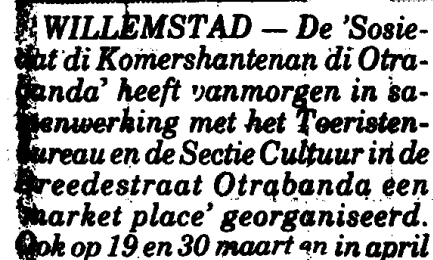 WILLEMSTAD — De 'Sosie-
dat di Komershantenan di Otra-
banda' heeft vanmorgen in sa-
menwerking met het Toeristen-
bureau en de Sectie Cultuur in de
Breedestraat Otrabanda een
'market place' georganiseerd.
Ook op 19 en 30 maart en in april